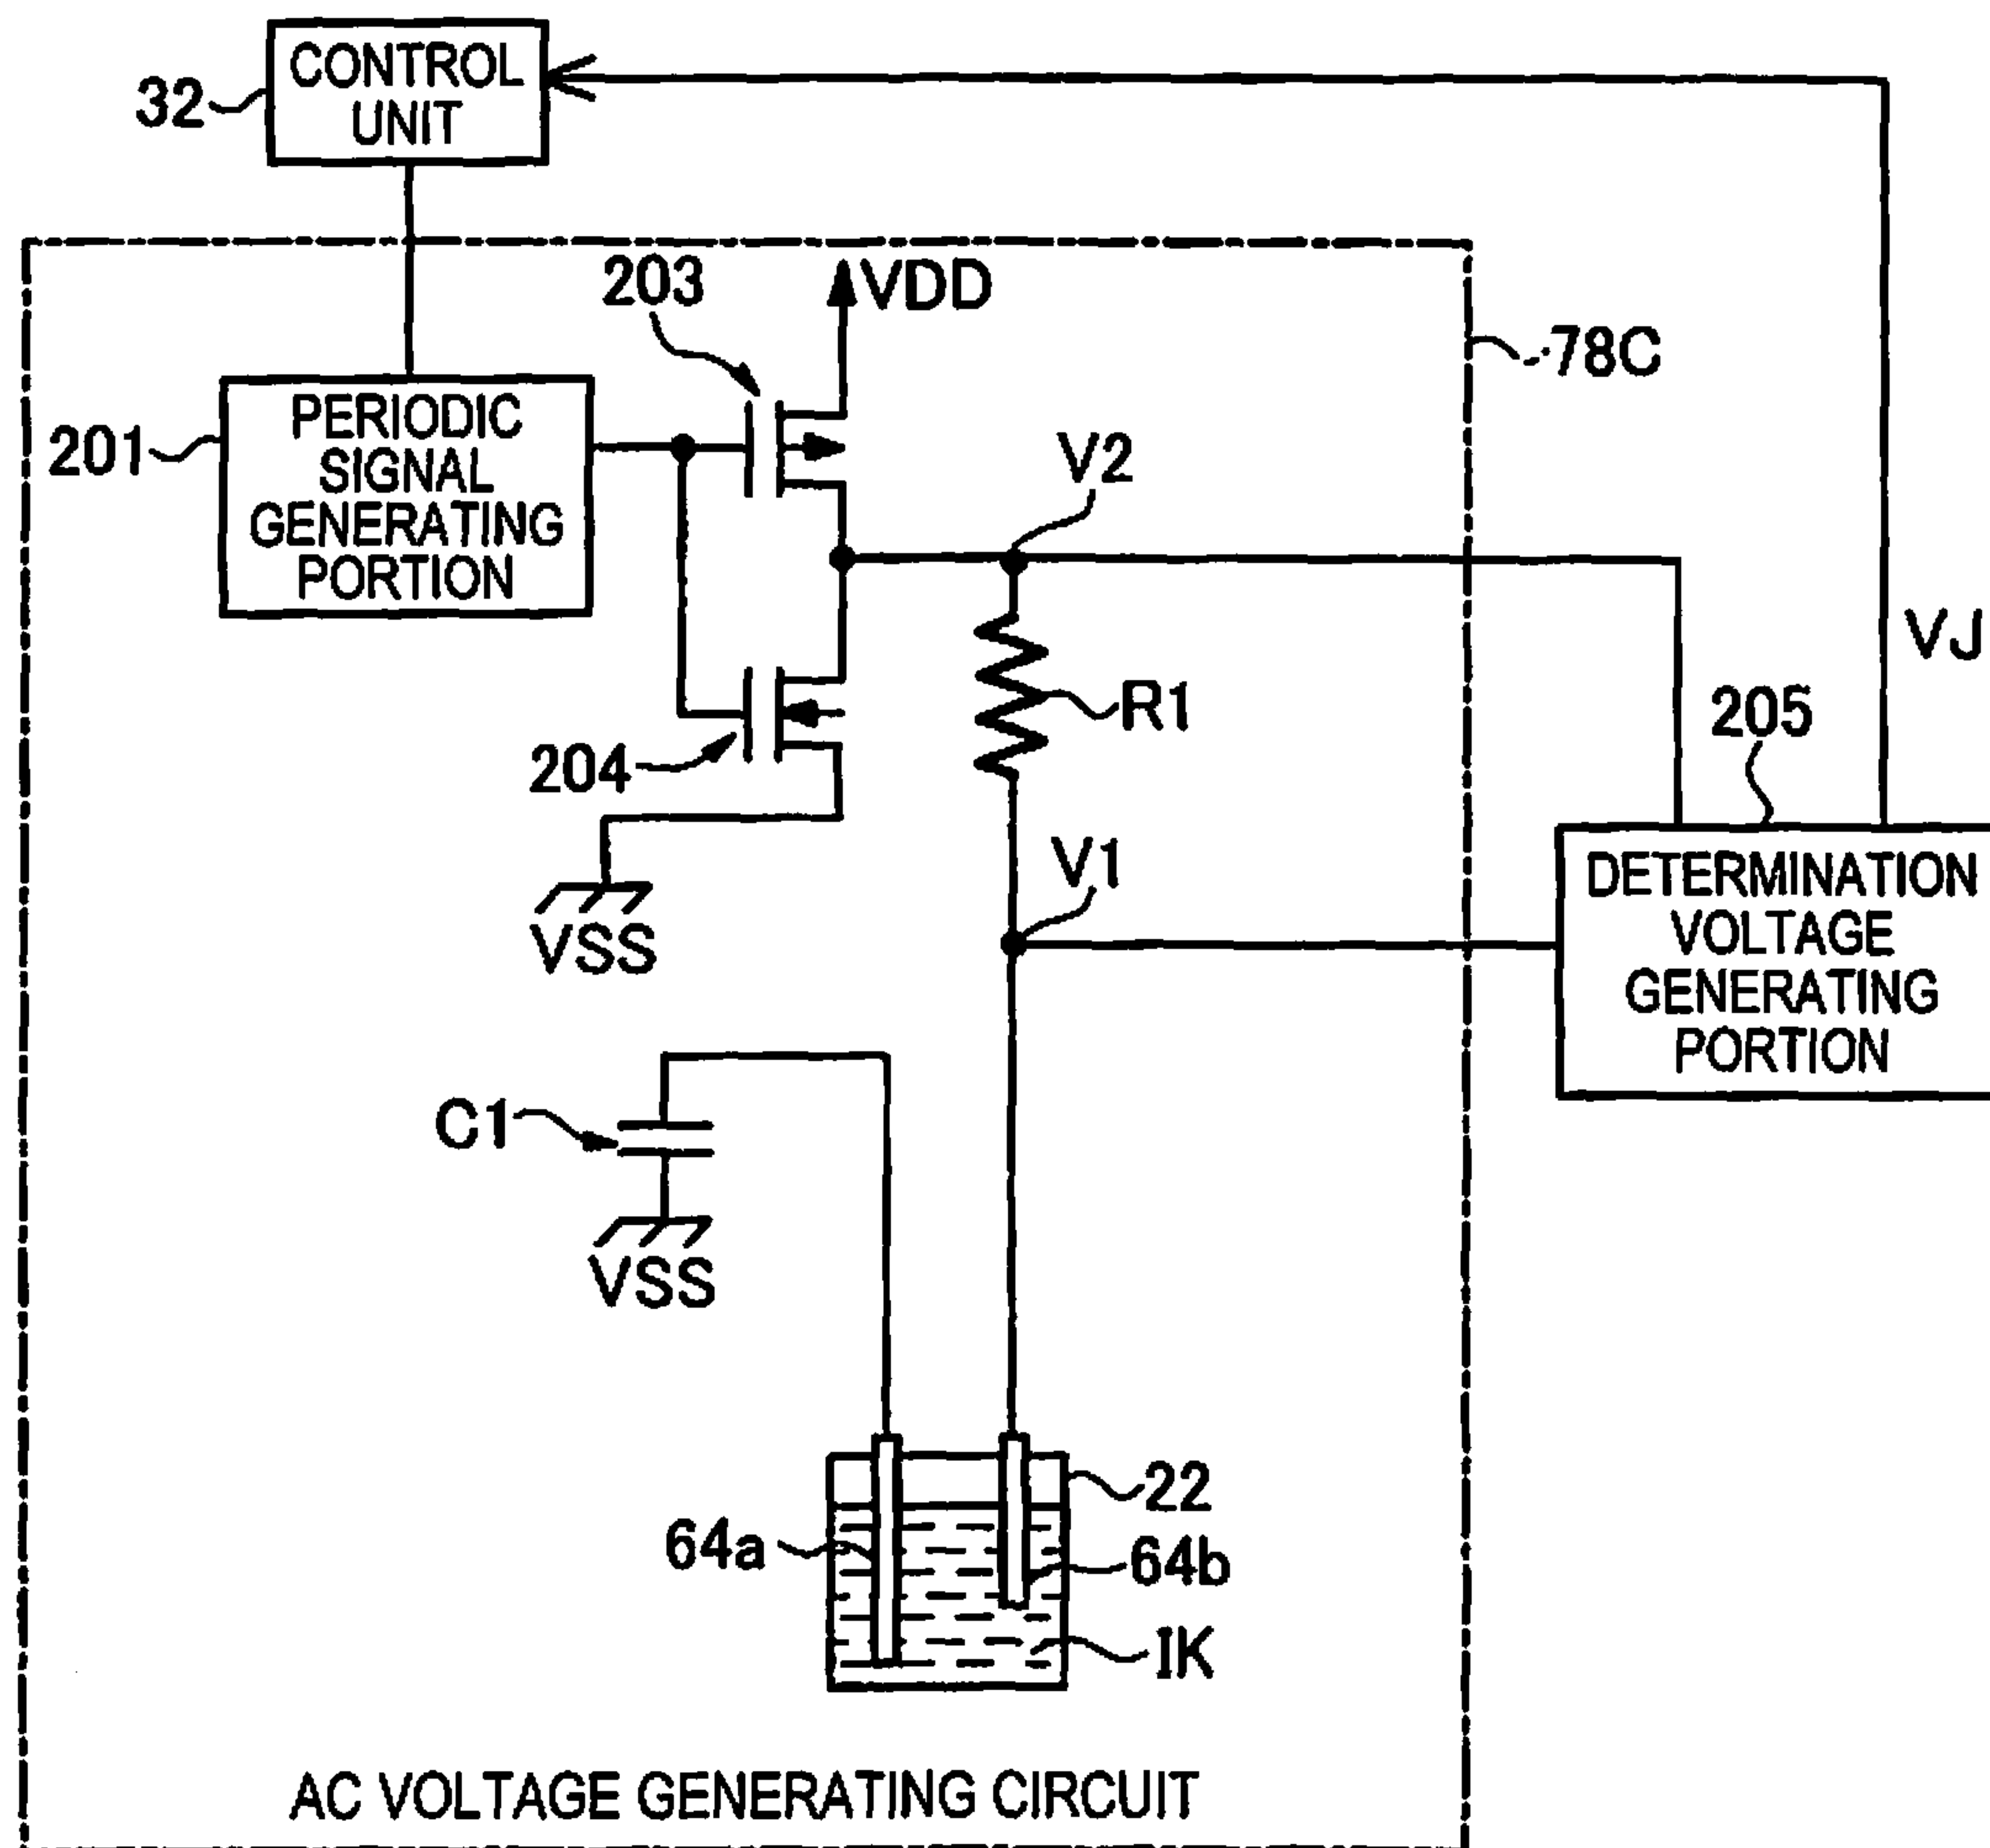 CONTROL
UNIT
32
203
VDD
78C
PERIODIC
SIGNAL
GENERATING
PORTION
201
V2
VJ
R1
205
204
V1
DETERMINATION
VOLTAGE
GENERATING
PORTION
VSS
C1
VSS
22
64a
64b
IK
AC VOLTAGE GENERATING CIRCUIT